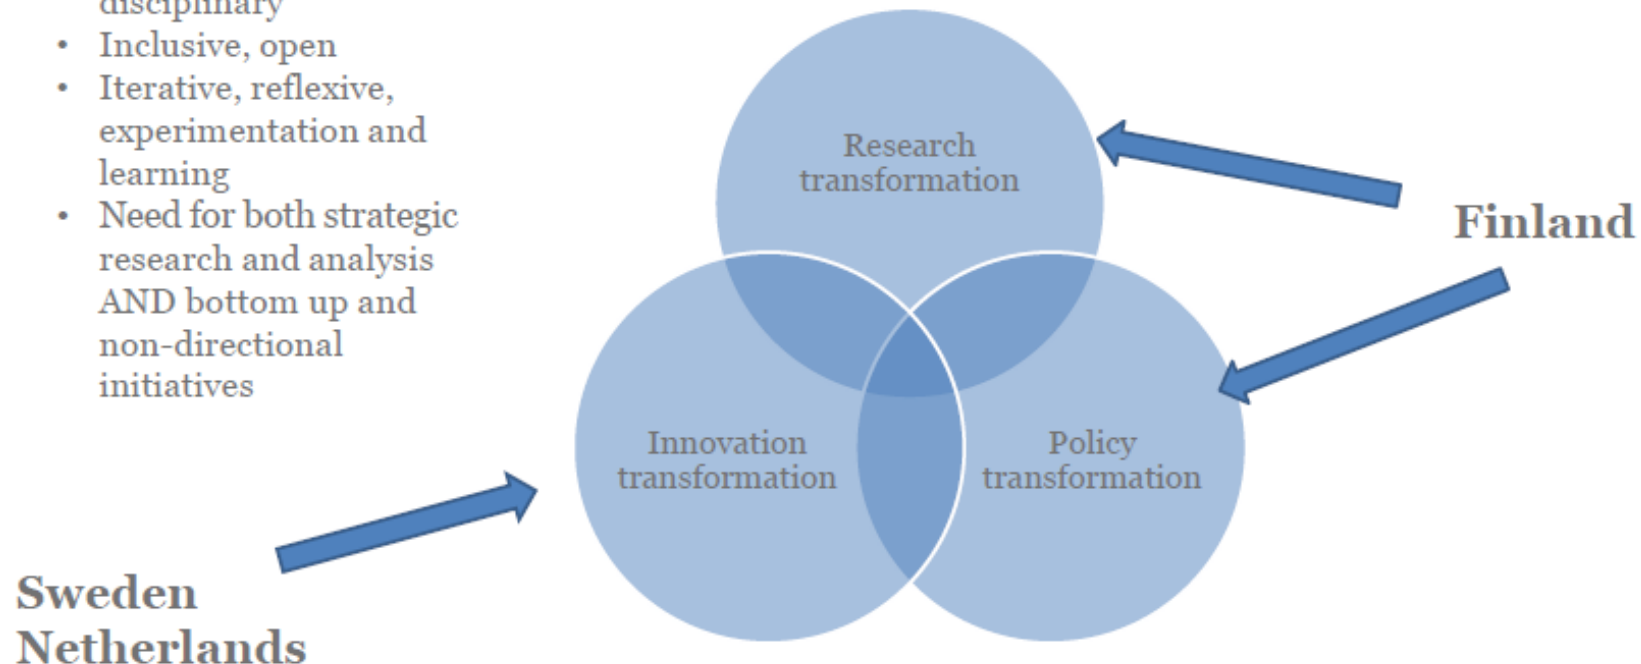 disciplinary
• Inclusive, open
• Iterative, reflexive,
experimentation and
learning
• Need for both strategic
research and analysis
AND bottom up and
non-directional
initiatives
Research
transformation
Finland
Innovation
transformation
Policy
transformation
Sweden
Netherlands